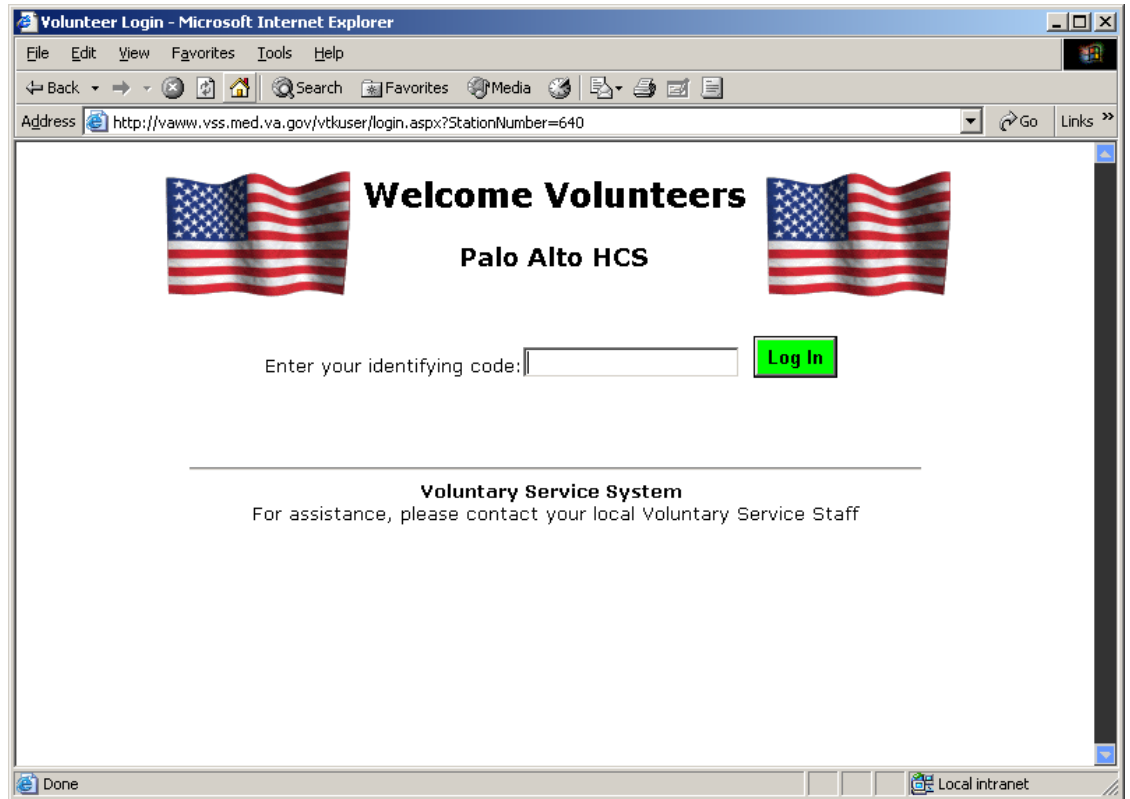 Volunteer Login - Microsoft Internet Explorer
File Edit View Favorites Tools Help
Back Search Favorites Media
Address http://vaww.vss.med.va.gov/vtkuser/login.aspx?StationNumber=640 Go Links »
Welcome Volunteers
Palo Alto HCS
Enter your identifying code: Log In
Voluntary Service System
For assistance, please contact your local Voluntary Service Staff
Done Local intranet